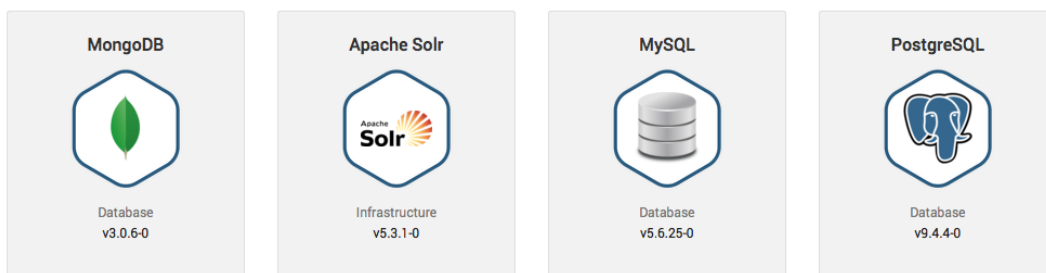 MongoDB
Database
v3.0.6-0
Apache Solr
Apache
Solr
Infrastructure
v5.3.1-0
MySQL
Database
v5.6.25-0
PostgreSQL
Database
v9.4.4-0